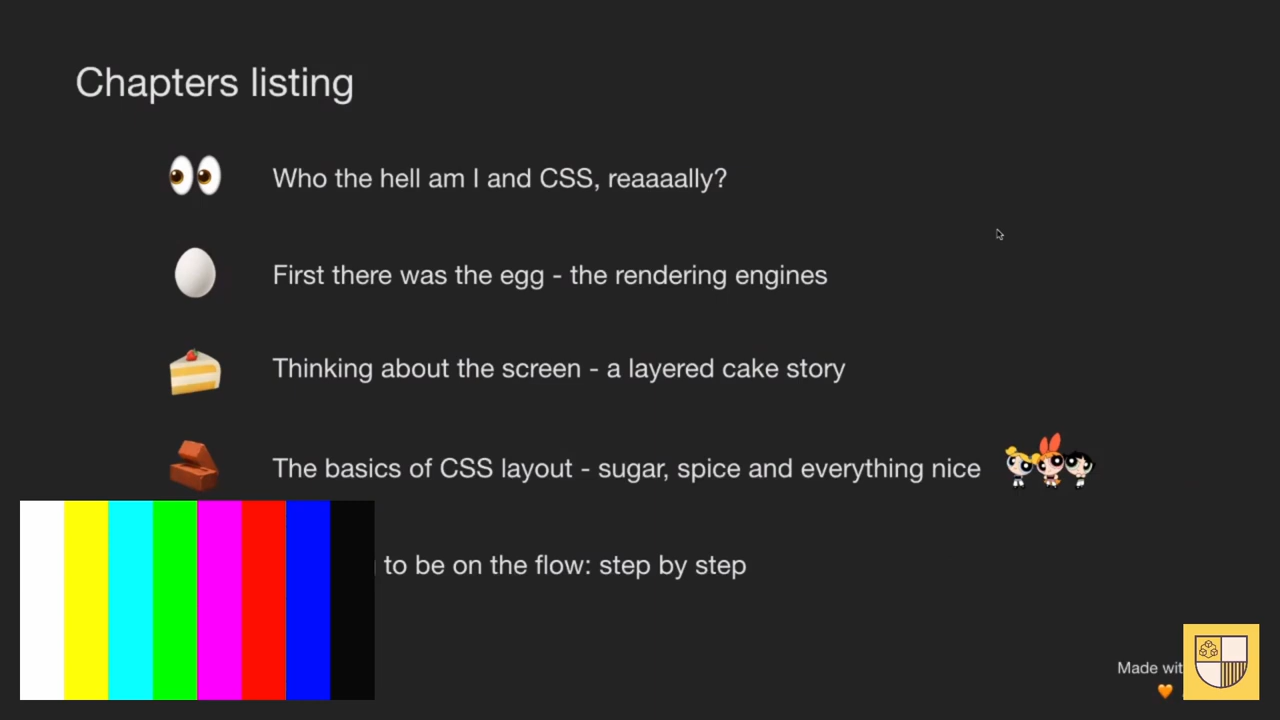 Chapters listing
Who the hell am I and CSS, reaaaally?
First there was the egg - the rendering engines
Thinking about the screen - a layered cake story
The basics of CSS layout - sugar, spice and everything nice
to be on the flow: step by step
Made